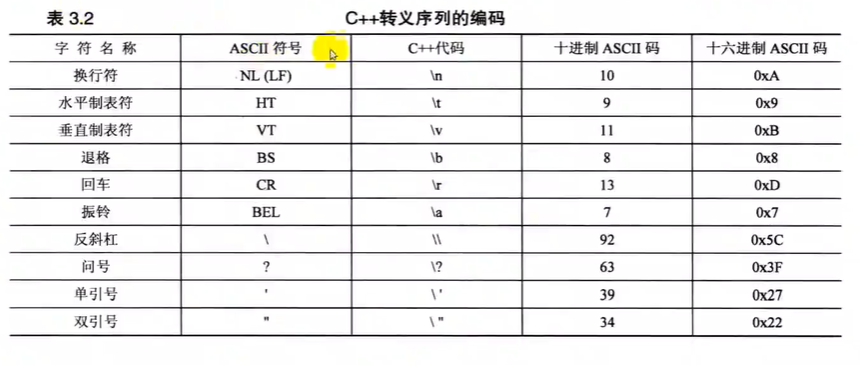 表 3.2 C++转义序列的编码
字 符 名 称 ASCII 符号 C++代码 十进制 ASCII 码 十六进制 ASCII 码
换行符 NL (LF) \n 10 0xA
水平制表符 HT \t 9 0x9
垂直制表符 VT \v 11 0xB
退格 BS \b 8 0x8
回车 CR \r 13 0xD
振铃 BEL \a 7 0x7
反斜杠 \ \\ 92 0x5C
问号 ? \? 63 0x3F
单引号 ' \ ' 39 0x27
双引号 " \ " 34 0x22